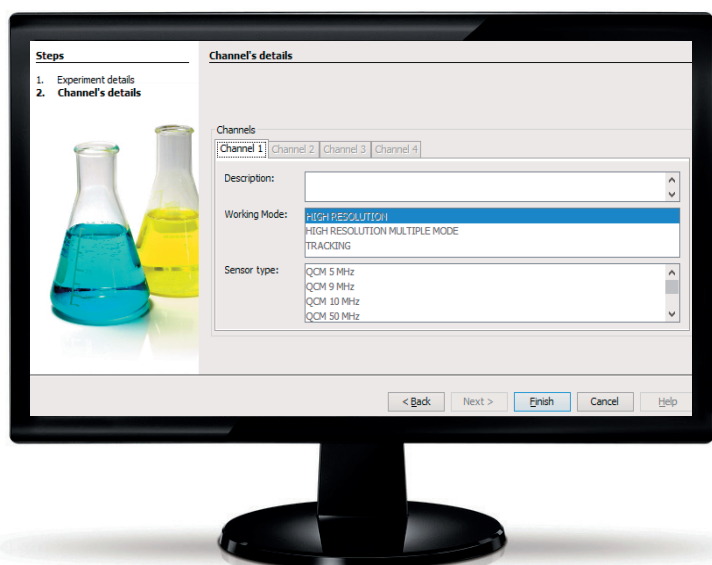 Steps
1. Experiment details
2. Channel's details
Channel's details
Channels
Channel 1 Channel 2 Channel 3 Channel 4
Description:
Working Mode:
HIGH RESOLUTION
HIGH RESOLUTION MULTIPLE MODE
TRACKING
Sensor type:
QCM 5 MHz
QCM 9 MHz
QCM 10 MHz
QCM 50 MHz
< Back Next > Finish Cancel Help